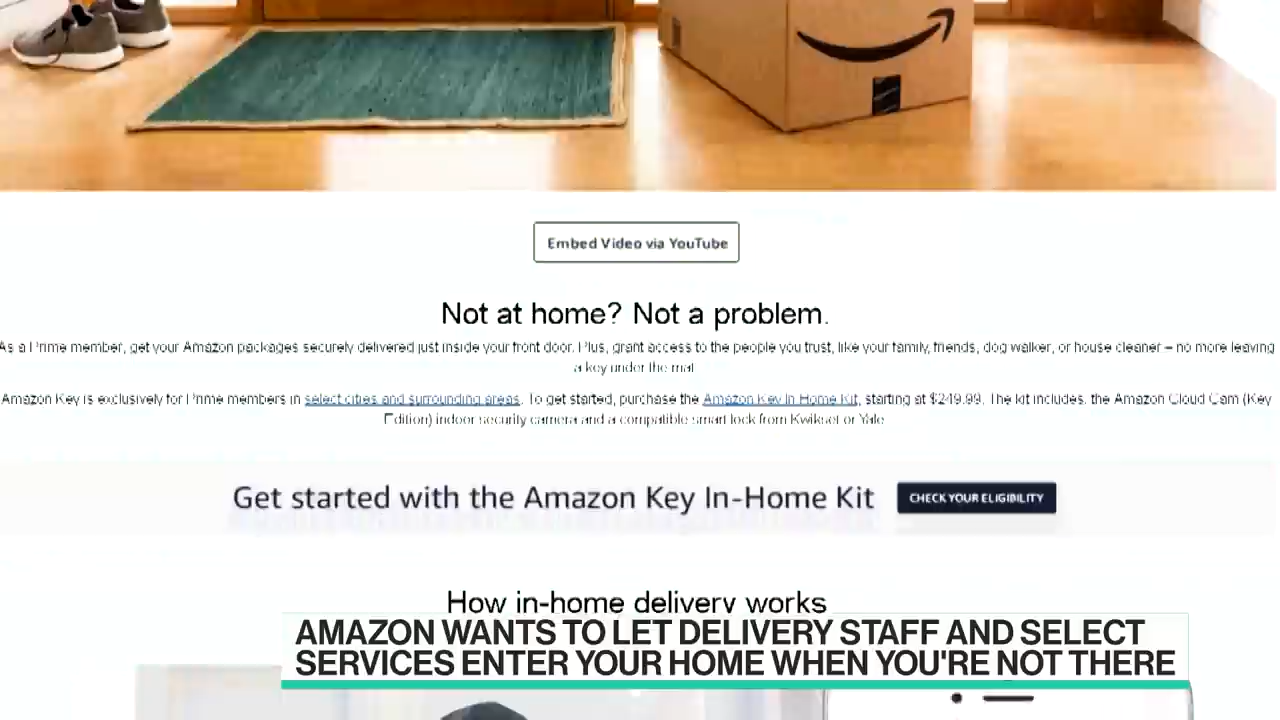 Embed Video via YouTube
Not at home? Not a problem.
As a Prime member, get your Amazon packages securely delivered just inside your front door. Plus, grant access to the people you trust, like your family, friends, dog walker, or house cleaner – no more leaving
a key under the mat.
Amazon Key is exclusively for Prime members in select cities and surrounding areas. To get started, purchase the Amazon Key In-Home Kit, starting at $249.99. The kit includes: the Amazon Cloud Cam (Key
Edition) indoor security camera and a compatible smart lock from Kwikset or Yale
Get started with the Amazon Key In-Home Kit
CHECK YOUR ELIGIBILITY
How in-home delivery works
AMAZON WANTS TO LET DELIVERY STAFF AND SELECT
SERVICES ENTER YOUR HOME WHEN YOU'RE NOT THERE